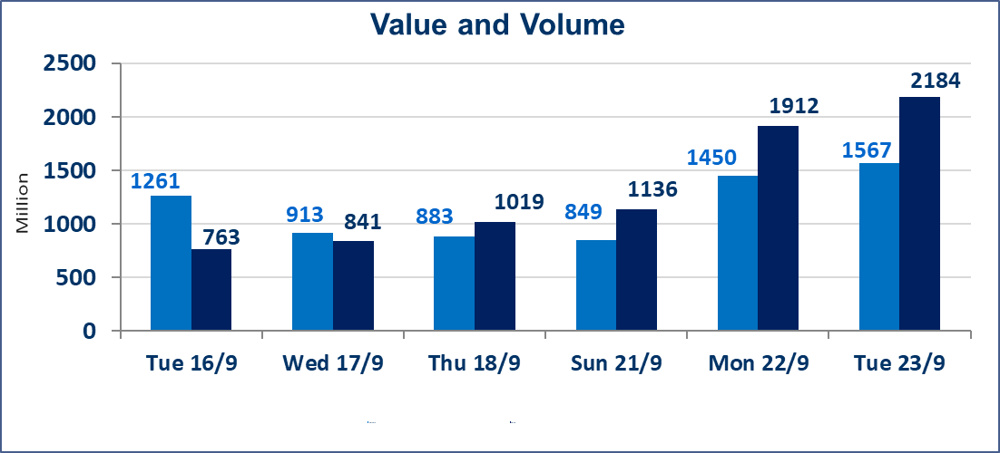 Value and Volume
Million
2500
2000
1500
1000
500
0
1261
763
913
841
883
1019
849
1136
1450
1912
1567
2184
Tue 16/9
Wed 17/9
Thu 18/9
Sun 21/9
Mon 22/9
Tue 23/9